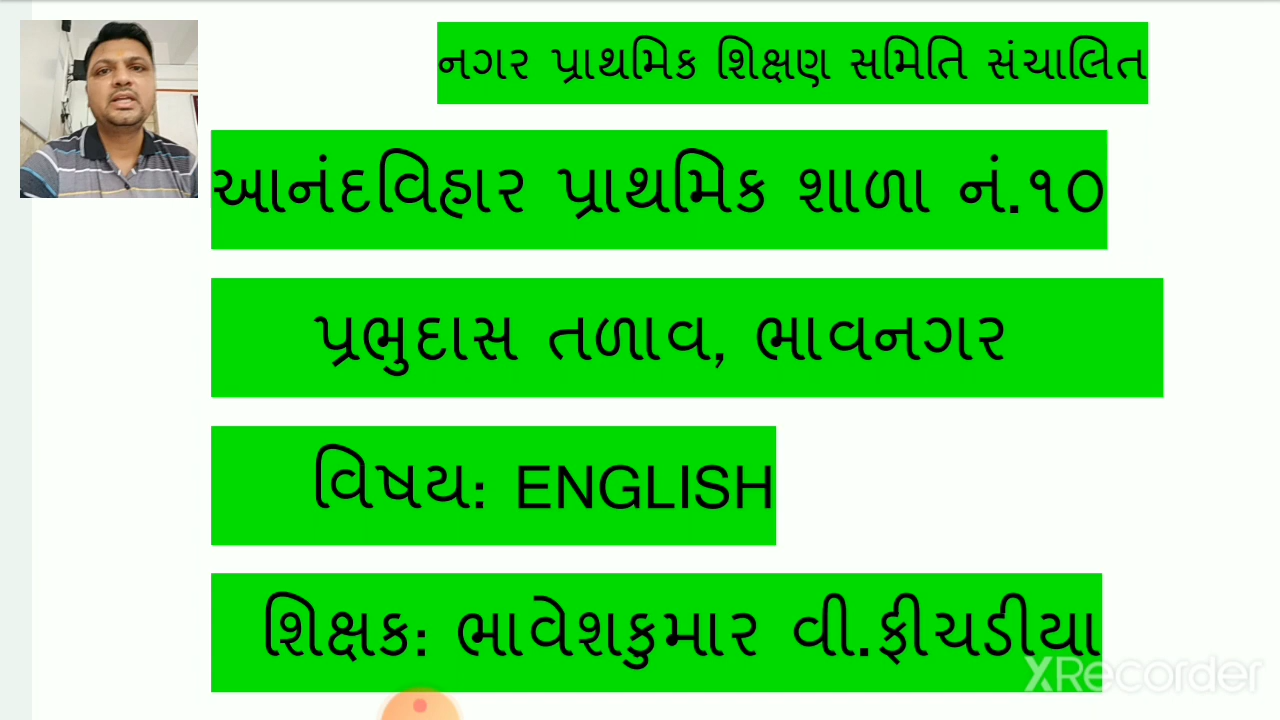 નગર પ્રાથમિક શિક્ષણ સમિતિ સંચાલિત
આનંદવિહાર પ્રાથમિક શાળા નં.૧૦
પ્રભુદાસ તળાવ, ભાવનગર
વિષય: ENGLISH
શિક્ષક: ભાવેશકુમાર વી.ફીચડીયા
XRecorder